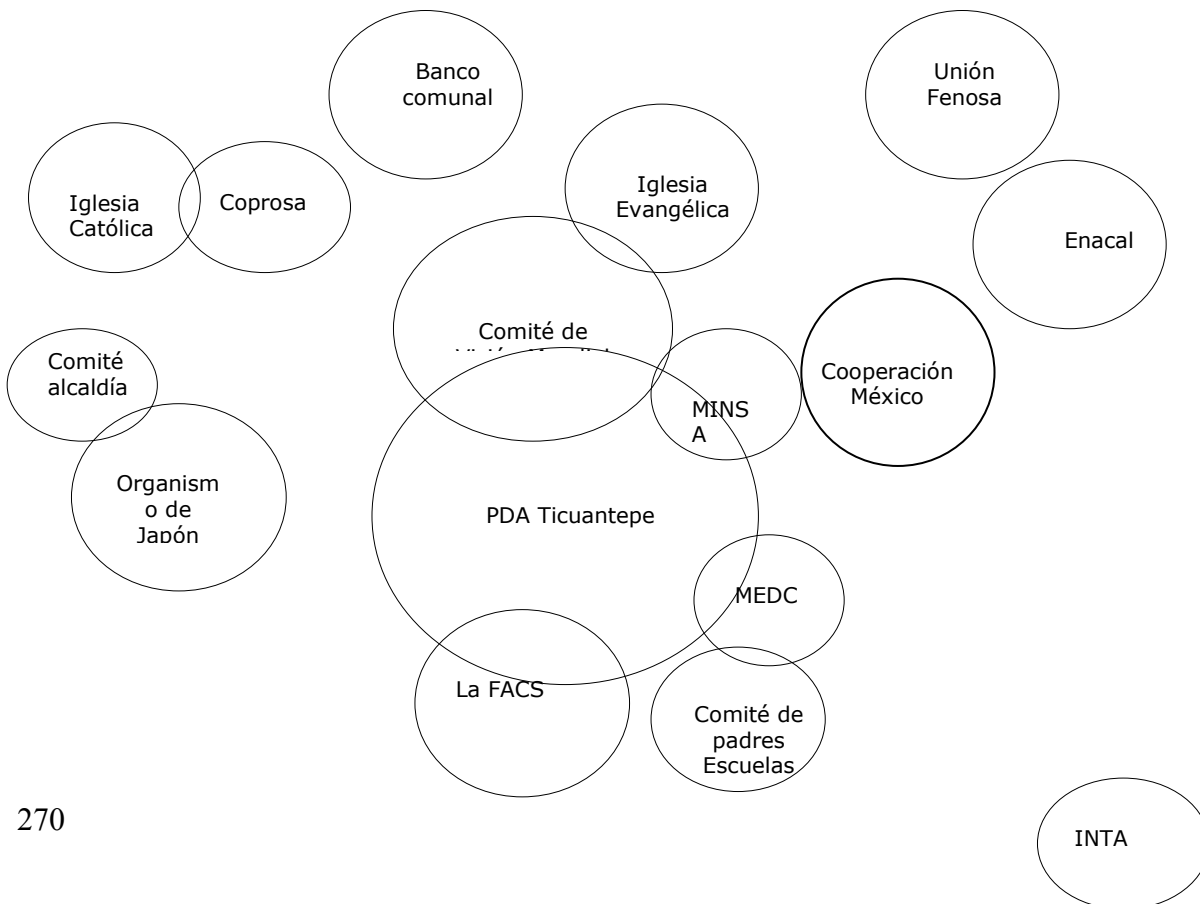 Banco
comunal
Unión
Fenosa
Iglesia
Católica
Coprosa
Iglesia
Evangélica
Enacal
Comité de
Comité
alcaldía
MINS
A
Cooperación
México
Organism
o de
Japón
PDA Ticuantepe
MEDC
La FACS
Comité de
padres
Escuelas
270
INTA